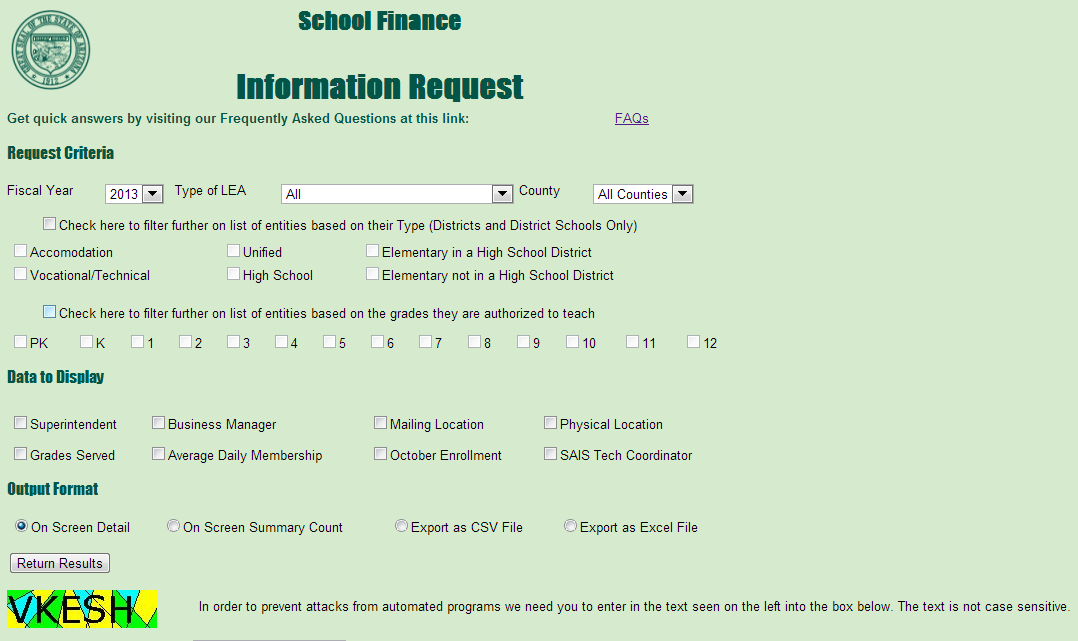 School Finance
Information Request
Get quick answers by visiting our Frequently Asked Questions at this link: FAQs
Request Criteria
Fiscal Year 2013 Type of LEA All County All Counties
Check here to filter further on list of entities based on their Type (Districts and District Schools Only)
Accomodation Unified Elementary in a High School District
Vocational/Technical High School Elementary not in a High School District
Check here to filter further on list of entities based on the grades they are authorized to teach
PK K 1 2 3 4 5 6 7 8 9 10 11 12
Data to Display
Superintendent Business Manager Mailing Location Physical Location
Grades Served Average Daily Membership October Enrollment SAIS Tech Coordinator
Output Format
On Screen Detail On Screen Summary Count Export as CSV File Export as Excel File
Return Results
VKESH In order to prevent attacks from automated programs we need you to enter in the text seen on the left into the box below. The text is not case sensitive.